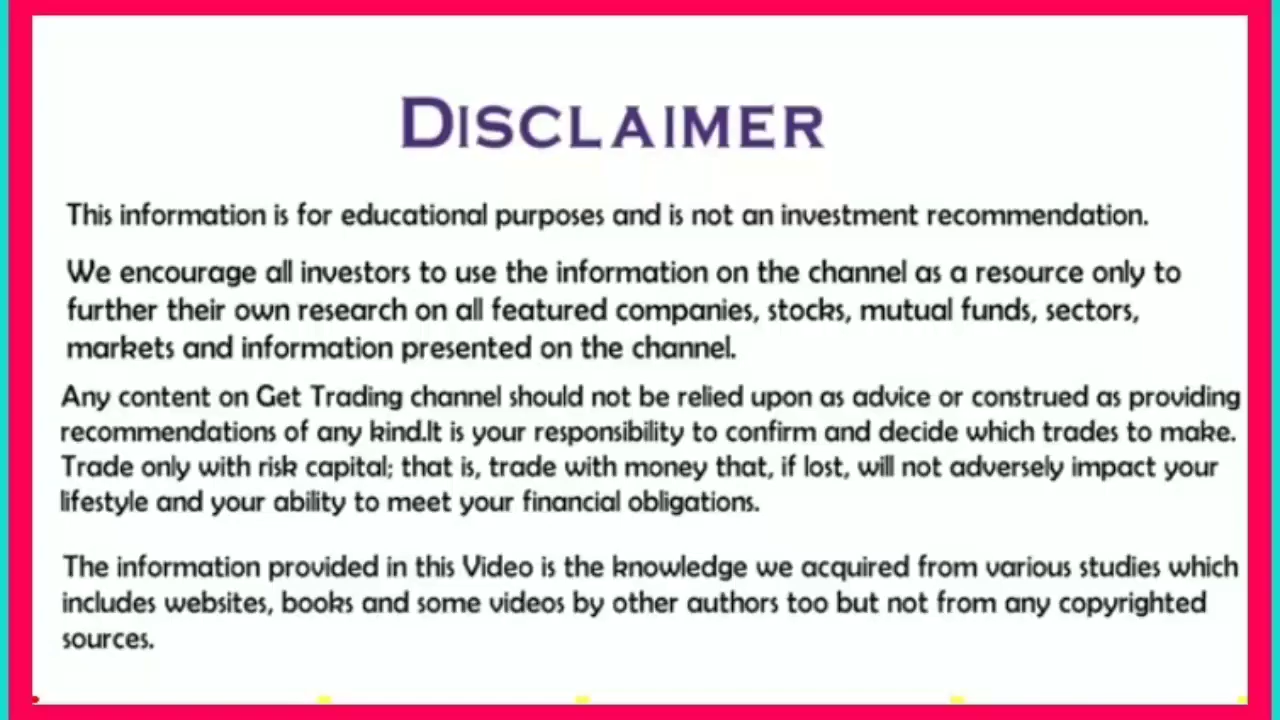 DISCLAIMER
This information is for educational purposes and is not an investment recommendation.
We encourage all investors to use the information on the channel as a resource only to
further their own research on all featured companies, stocks, mutual funds, sectors,
markets and information presented on the channel.
Any content on Get Trading channel should not be relied upon as advice or construed as providing
recommendations of any kind.It is your responsibility to confirm and decide which trades to make.
Trade only with risk capital; that is, trade with money that, if lost, will not adversely impact your
lifestyle and your ability to meet your financial obligations.
The information provided in this Video is the knowledge we acquired from various studies which
includes websites, books and some videos by other authors too but not from any copyrighted
sources.